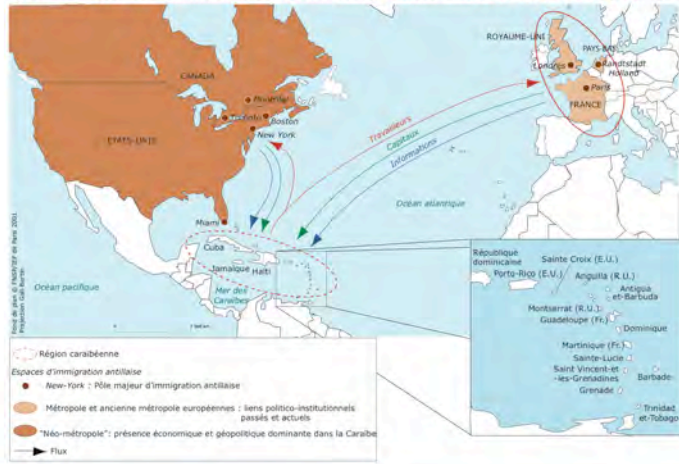 ROYAUME-UNI
PAYS-BAS
Londres
Randtstadt
Holland
Paris
FRANCE
CANADA
Montréal
Toronto
Boston
New York
ETATS-UNIS
Miami
Travailleurs
Capitaux
Informations
Océan atlantique
Océan pacifique
Cuba
Jamaïque
Haïti
Mer des
Caraïbes
République
dominicaine
Sainte Croix (E.U.)
Porto-Rico (E.U.)
Anguilla (R.U.)
Antigua
et-Barbuda
Montserrat (R.U.)
Guadeloupe (Fr.)
Dominique
Martinique (Fr.)
Sainte-Lucie
Saint Vincent-et
-les-Grenadines
Barbade
Grenade
Trinidad
et-Tobago
Région caraïbéenne
Espaces d'immigration antillaise
New-York : Pôle majeur d'immigration antillaise
Métropole et ancienne métropole européennes : liens politico-institutionnels
passés et actuels
"Néo-métropole": présence économique et géopolitique dominante dans la Caraïbe
Flux